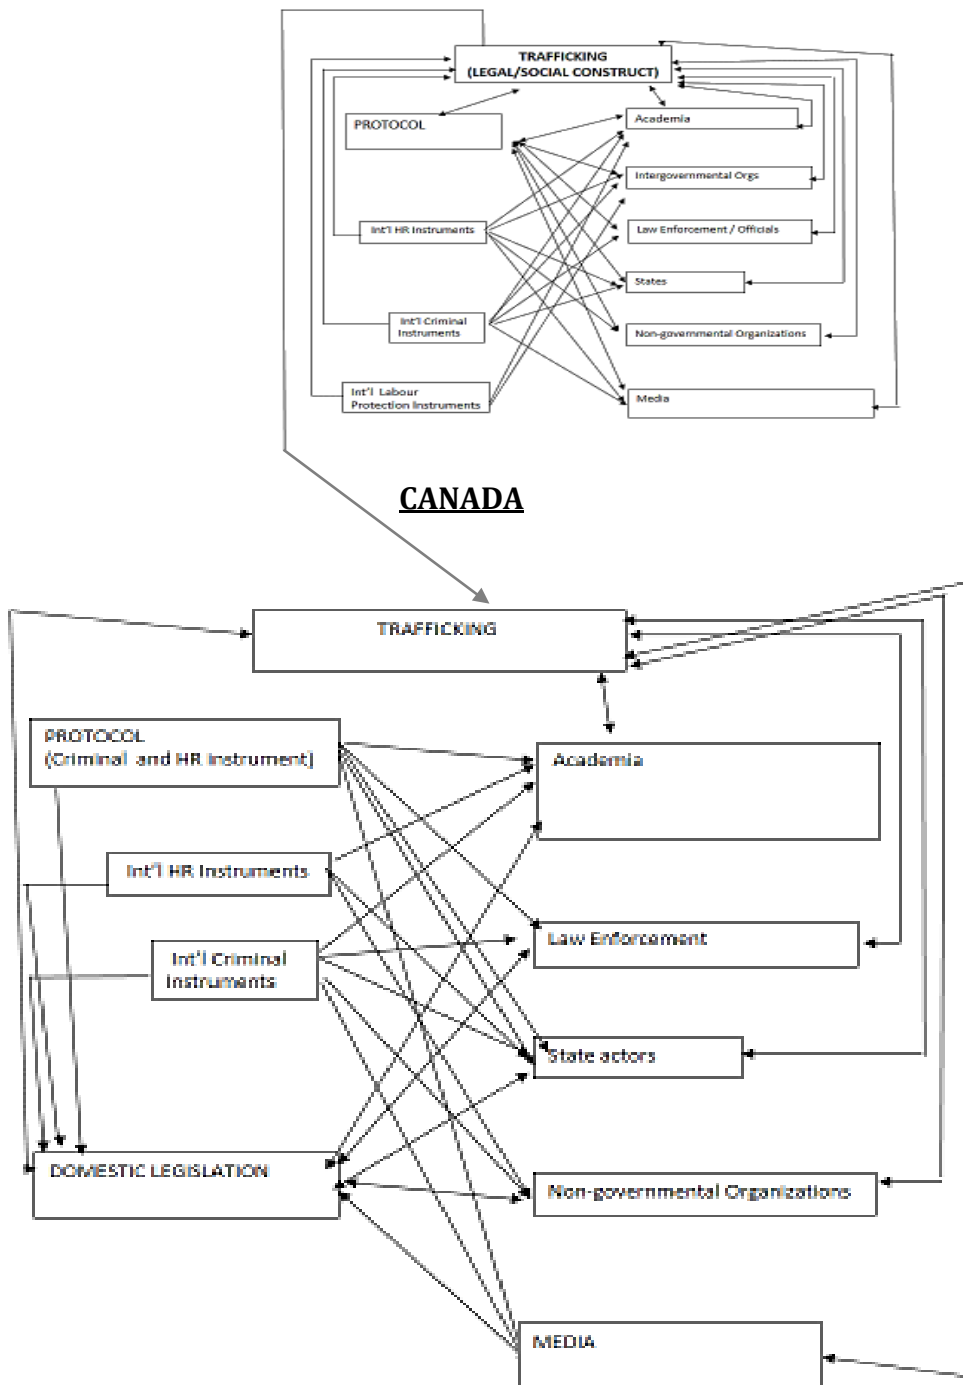 TRAFFICKING
(LEGAL/SOCIAL CONSTRUCT)
PROTOCOL
Academia
Intergovernmental Orgs
Int'l HR Instruments
Law Enforcement / Officials
States
Int'l Criminal
Instruments
Non-governmental Organizations
Int'l Labour
Protection Instruments
Media
CANADA
TRAFFICKING
PROTOCOL
(Criminal and HR Instrument)
Academia
Int'l HR Instruments
Law Enforcement
Int'l Criminal
Instruments
State actors
DOMESTIC LEGISLATION
Non-governmental Organizations
MEDIA